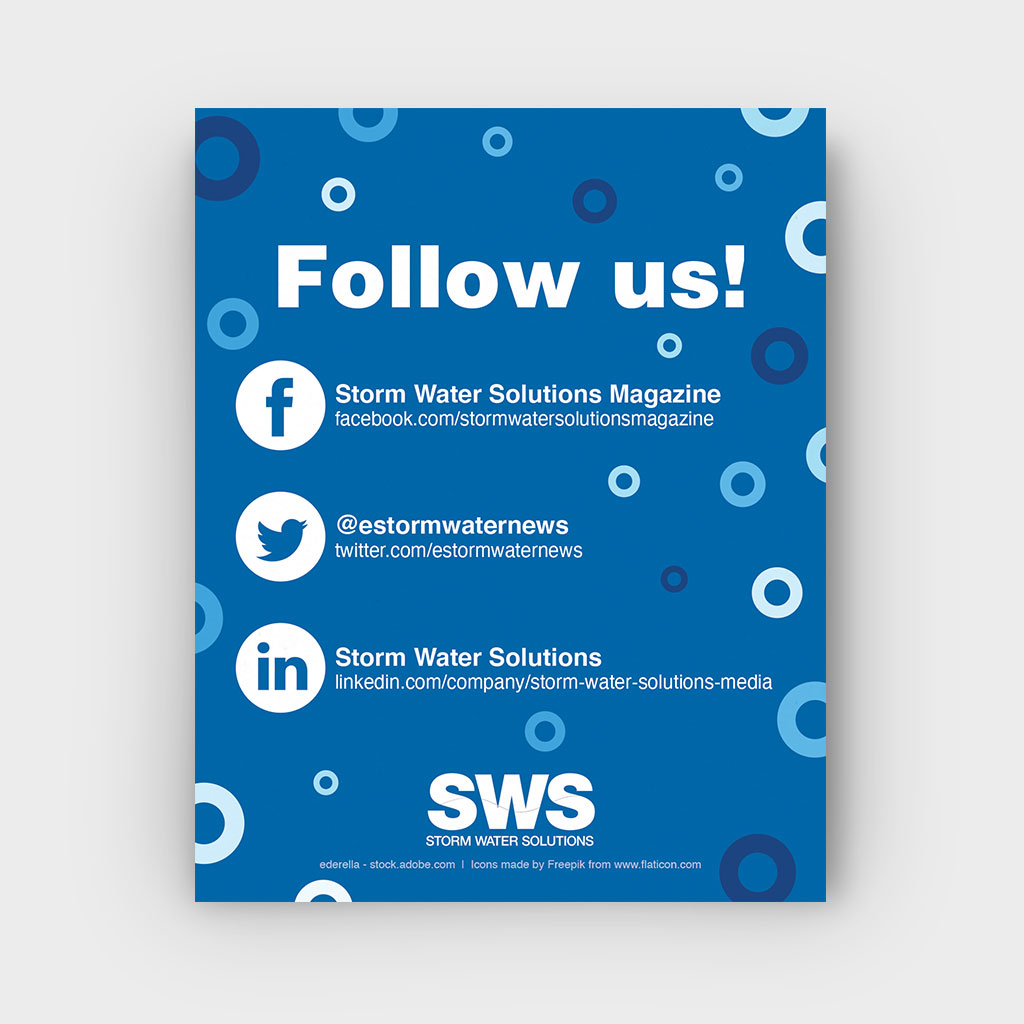 Follow us!
Storm Water Solutions Magazine
facebook.com/stormwatersolutionsmagazine
@estormwaternews
twitter.com/estormwaternews
in
Storm Water Solutions
linkedin.com/company/storm-water-solutions-media
SWS
STORM WATER SOLUTIONS
ederella - stock.adobe.com | Icons made by Freepik from www.flaticon.com